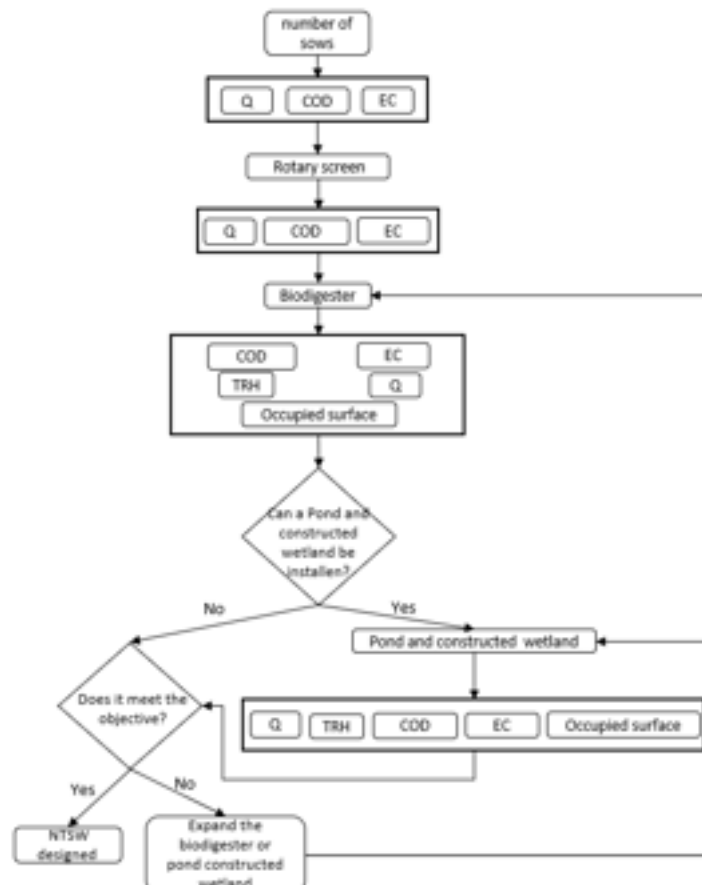 number of
sows
Q COD EC
Rotary screen
Q COD EC
Biodigester
COD EC
TRH Q
Occupied surface
Can a Pond and
constructed
wetland be
installen?
No Yes
Pond and constructed wetland
Does it meet the
objective?
Q TRH COD EC Occupied surface
Yes No
NTSW
designed
Expand the
biodigester or
pond constructed
wetland